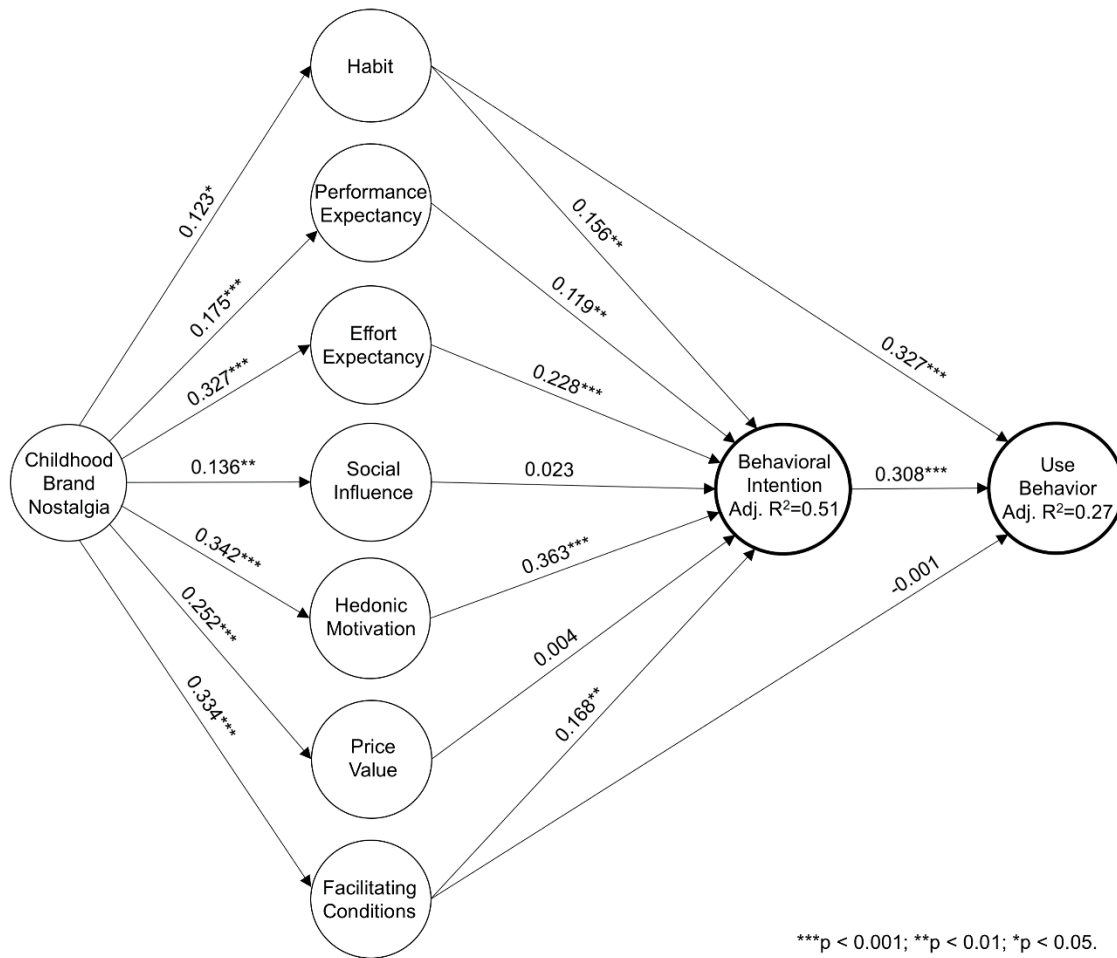 Habit
0.123*
0.156**
Performance
Expectancy
0.175***
0.119**
Effort
Expectancy
0.327***
0.228***
0.327***
Childhood
Brand
Nostalgia
0.136**
Social
Influence
0.023
Behavioral
Intention
Adj. R²=0.51
0.308***
Use
Behavior
Adj. R²=0.27
0.342***
Hedonic
Motivation
0.363***
-0.001
0.252***
0.004
0.334***
Price
Value
0.168**
Facilitating
Conditions
***p < 0.001; **p < 0.01; *p < 0.05.